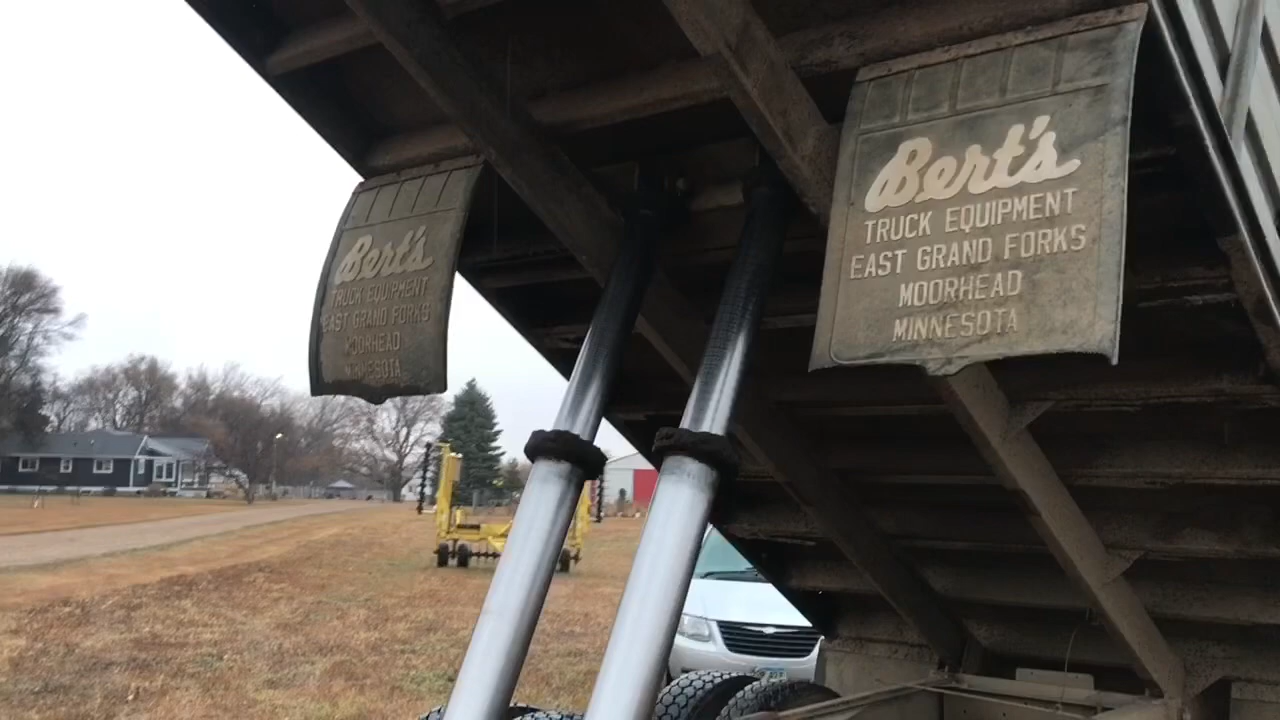 Bert's
TRUCK EQUIPMENT
EAST GRAND FORKS
MOORHEAD
MINNESOTA
Bert's
TRUCK EQUIPMENT
EAST GRAND FORKS
MOORHEAD
MINNESOTA